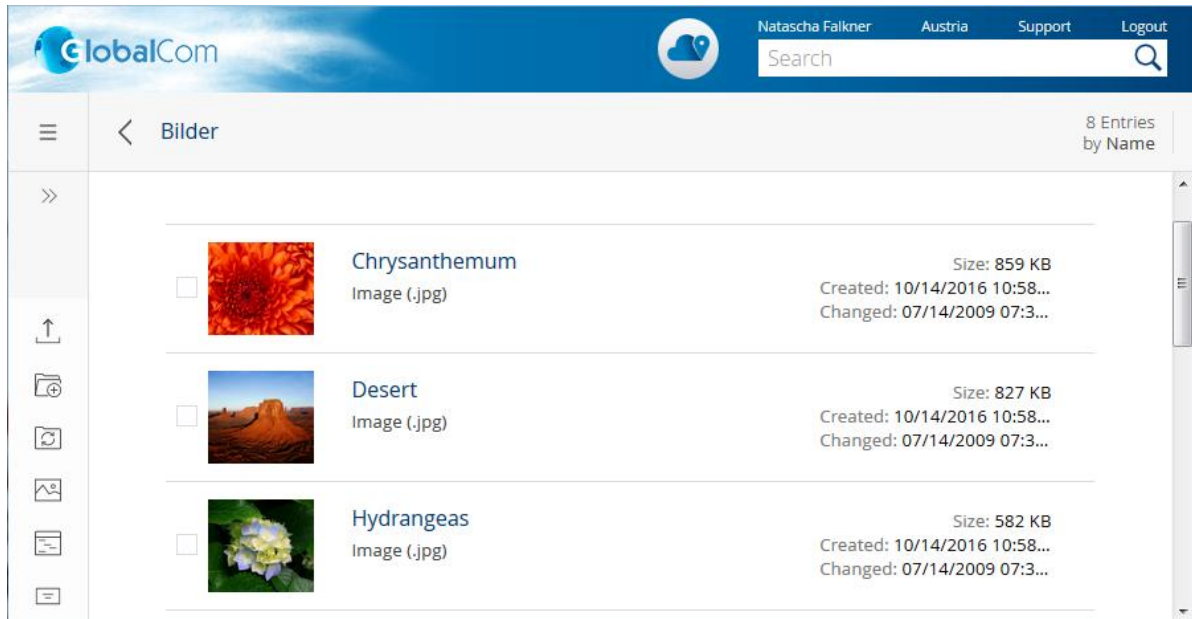 GlobalCom
Natascha Falkner Austria Support Logout
Search
Bilder
8 Entries
by Name
Chrysanthemum
Image (.jpg)
Size: 859 KB
Created: 10/14/2016 10:58...
Changed: 07/14/2009 07:3...
Desert
Image (.jpg)
Size: 827 KB
Created: 10/14/2016 10:58...
Changed: 07/14/2009 07:3...
Hydrangeas
Image (.jpg)
Size: 582 KB
Created: 10/14/2016 10:58...
Changed: 07/14/2009 07:3...